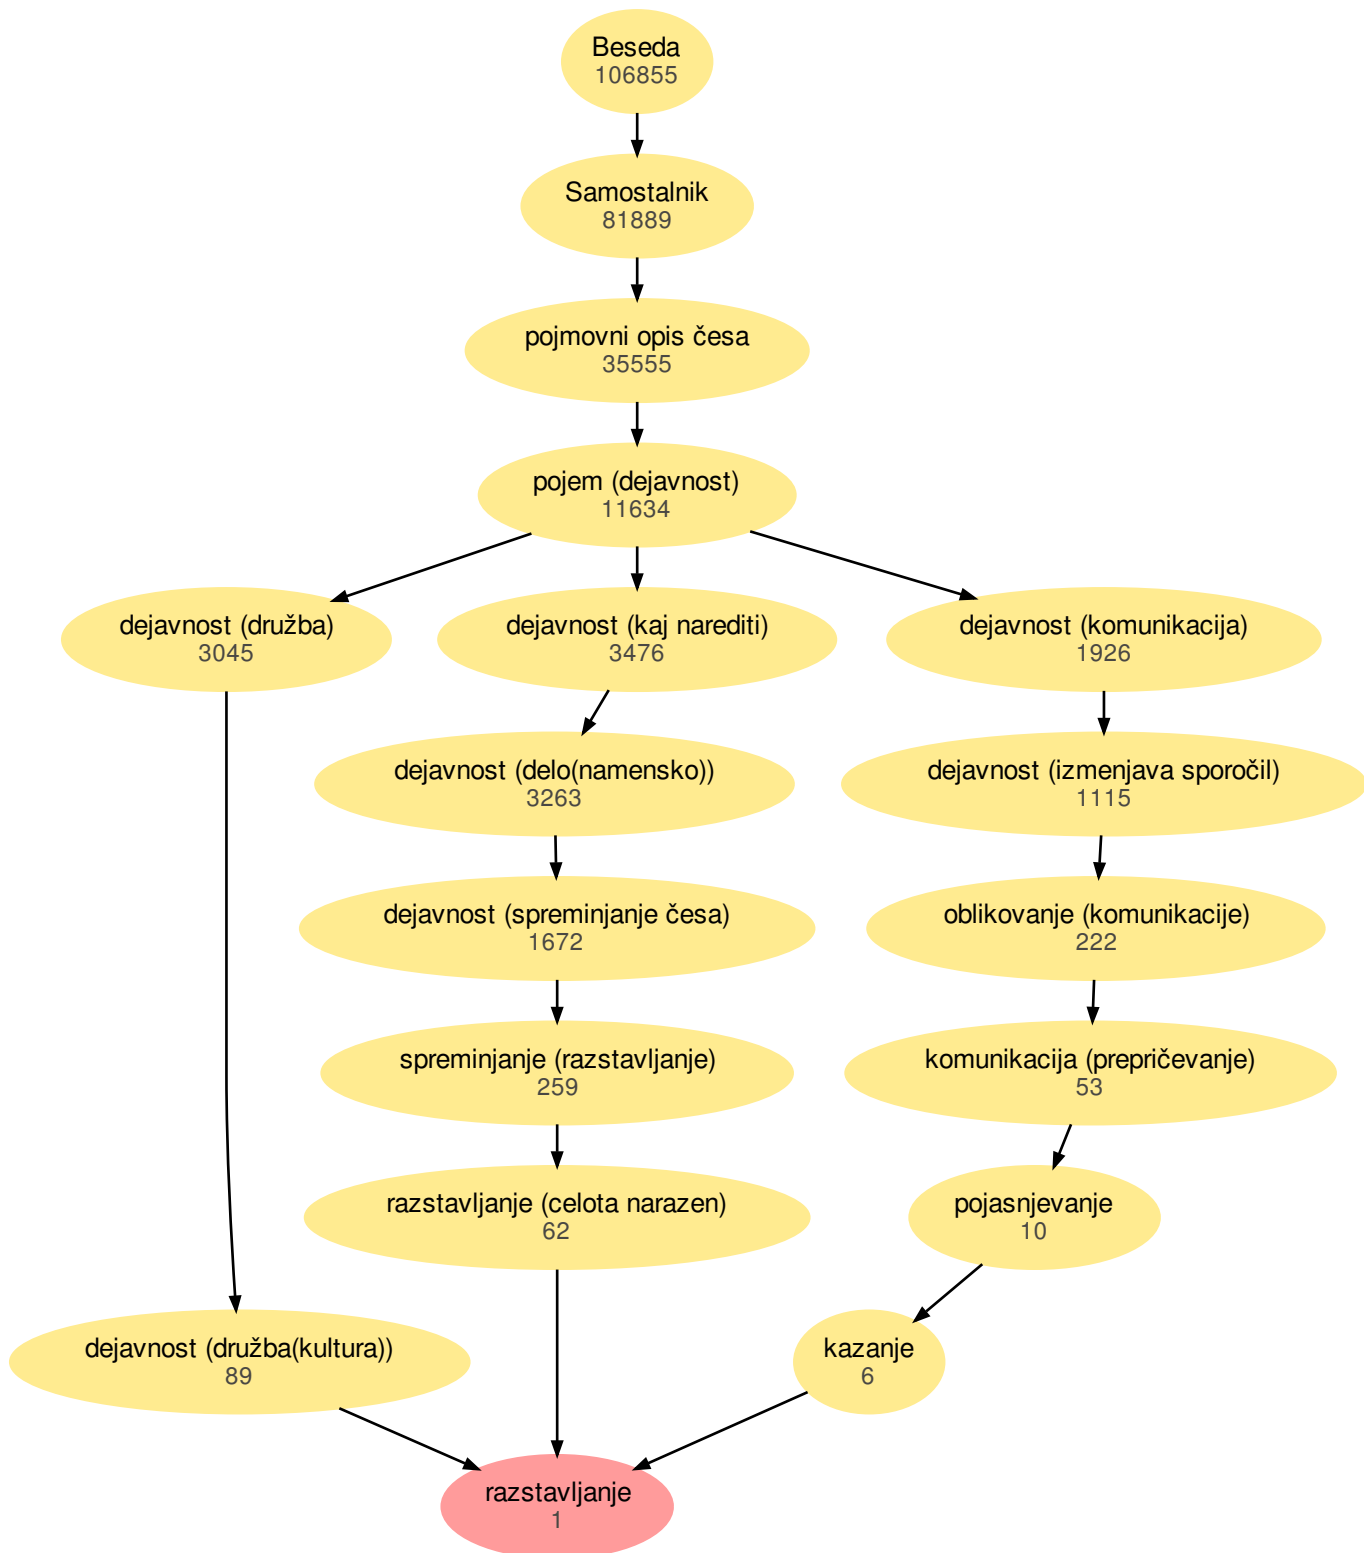 Beseda
106855
Samostalnik
81889
pojmovni opis česa
35555
pojem (dejavnost)
11634
dejavnost (družba)
3045
dejavnost (kaj narediti)
3476
dejavnost (komunikacija)
1926
dejavnost (delo(namensko))
3263
dejavnost (izmenjava sporočil)
1115
dejavnost (spreminjanje česa)
1672
oblikovanje (komunikacije)
222
spreminjanje (razstavljanje)
259
komunikacija (prepričevanje)
53
razstavljanje (celota narazen)
62
pojasnjevanje
10
dejavnost (družba(kultura))
89
kazanje
6
razstavljanje
1